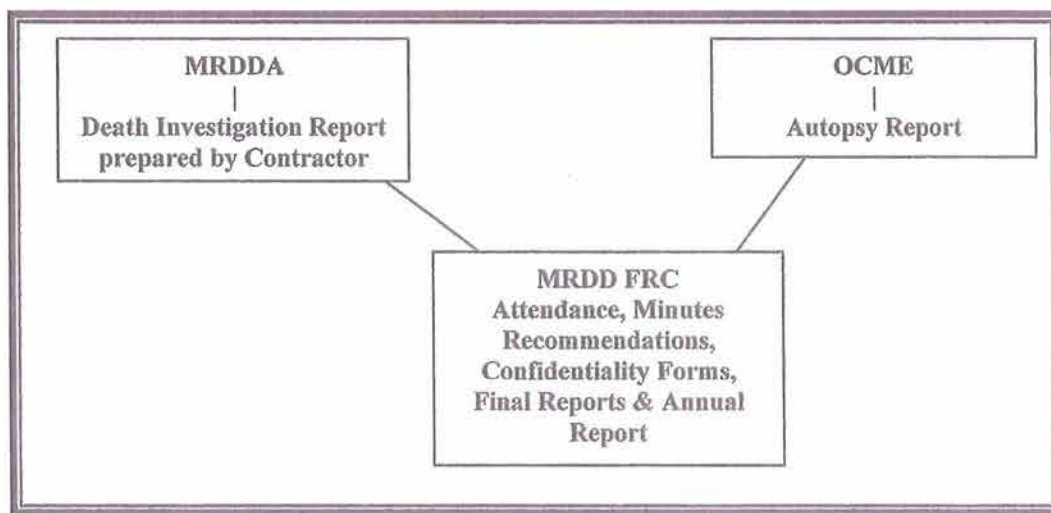 MRDDA
|
Death Investigation Report
prepared by Contractor
OCME
|
Autopsy Report
MRDD FRC
Attendance, Minutes
Recommendations,
Confidentiality Forms,
Final Reports & Annual
Report